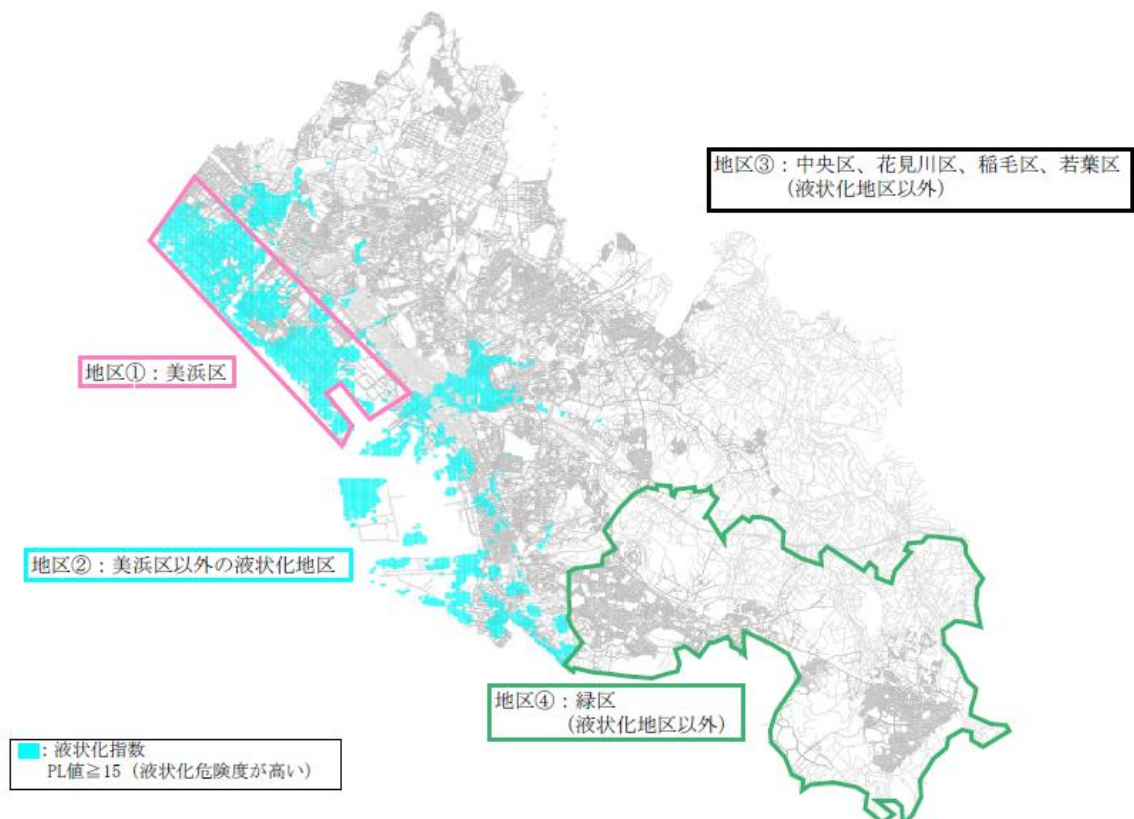 地区③：中央区、花見川区、稲毛区、若葉区
（液状化地区以外）
地区①：美浜区
地区②：美浜区以外の液状化地区
地区④：緑区
（液状化地区以外）
：液状化指数
PL値≧15（液状化危険度が高い）